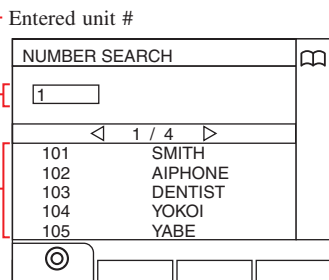 Entered unit #
NUMBER SEARCH
1
1 / 4
101 SMITH
102 AIPHONE
103 DENTIST
104 YOKOI
105 YABE